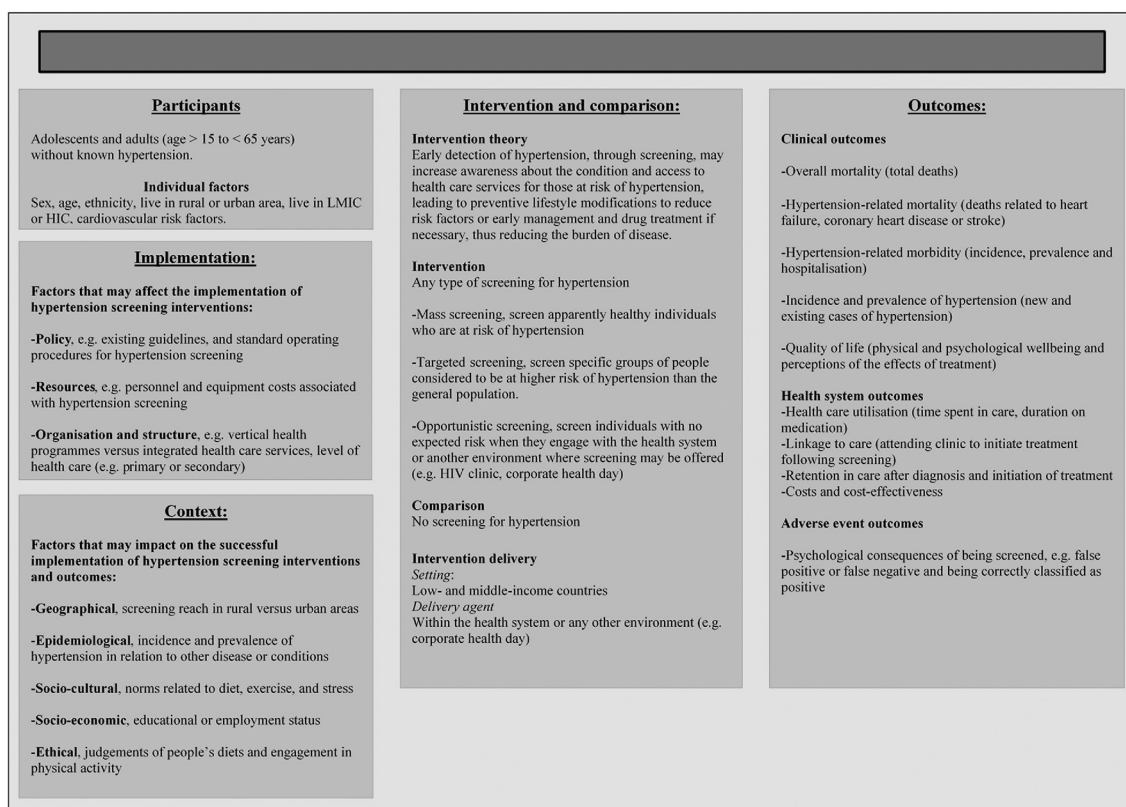 Participants
Adolescents and adults (age > 15 to < 65 years)
without known hypertension.
Individual factors
Sex, age, ethnicity, live in rural or urban area, live in LMIC
or HIC, cardiovascular risk factors.
Implementation:
Factors that may affect the implementation of
hypertension screening interventions:
-Policy, e.g. existing guidelines, and standard operating
procedures for hypertension screening
-Resources, e.g. personnel and equipment costs associated
with hypertension screening
-Organisation and structure, e.g. vertical health
programmes versus integrated health care services, level of
health care (e.g. primary or secondary)
Context:
Factors that may impact on the successful
implementation of hypertension screening interventions
and outcomes:
-Geographical, screening reach in rural versus urban areas
-Epidemiological, incidence and prevalence of
hypertension in relation to other disease or conditions
-Socio-cultural, norms related to diet, exercise, and stress
-Socio-economic, educational or employment status
-Ethical, judgements of people’s diets and engagement in
physical activity
Intervention and comparison:
Intervention theory
Early detection of hypertension, through screening, may
increase awareness about the condition and access to
health care services for those at risk of hypertension,
leading to preventive lifestyle modifications to reduce
risk factors or early management and drug treatment if
necessary, thus reducing the burden of disease.
Intervention
Any type of screening for hypertension
-Mass screening, screen apparently healthy individuals
who are at risk of hypertension
-Targeted screening, screen specific groups of people
considered to be at higher risk of hypertension than the
general population.
-Opportunistic screening, screen individuals with no
expected risk when they engage with the health system
or another environment where screening may be offered
(e.g. HIV clinic, corporate health day)
Comparison
No screening for hypertension
Intervention delivery
Setting:
Low- and middle-income countries
Delivery agent
Within the health system or any other environment (e.g.
corporate health day)
Outcomes:
Clinical outcomes
-Overall mortality (total deaths)
-Hypertension-related mortality (deaths related to heart
failure, coronary heart disease or stroke)
-Hypertension-related morbidity (incidence, prevalence and
hospitalisation)
-Incidence and prevalence of hypertension (new and
existing cases of hypertension)
-Quality of life (physical and psychological wellbeing and
perceptions of the effects of treatment)
Health system outcomes
-Health care utilisation (time spent in care, duration on
medication)
-Linkage to care (attending clinic to initiate treatment
following screening)
-Retention in care after diagnosis and initiation of treatment
-Costs and cost-effectiveness
Adverse event outcomes
-Psychological consequences of being screened, e.g. false
positive or false negative and being correctly classified as
positive